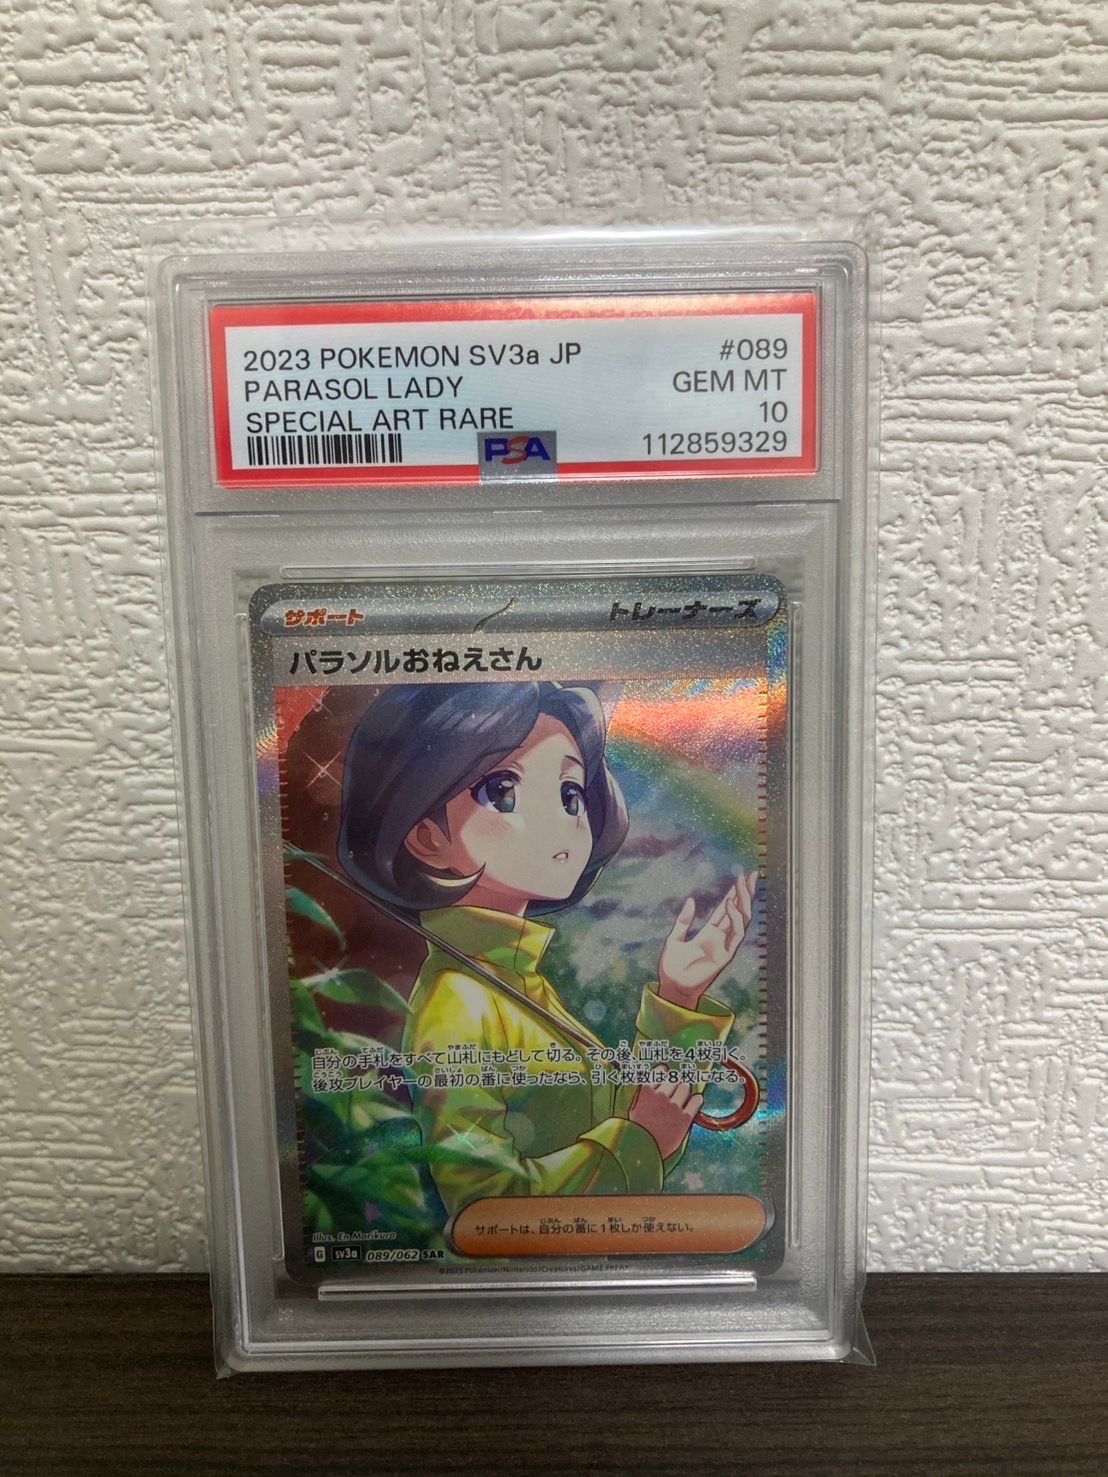 2023 POKEMON SV3a JP #089
PARASOL LADY GEM MT
SPECIAL ART RARE 10
PSA 112859329
サポート トレーナーズ
パラソルおねえさん
自分の手札をすべて山札にもどして切る。その後、山札を4枚引く。
後攻プレイヤーの最初の番に使ったなら、引く枚数は8枚になる。
サポートは、自分の番に1枚しか使えない。
Illus. En Morikura
G sv3a 089/062 SAR
Pokémon/Nintendo/Creatures/GAME FREAK